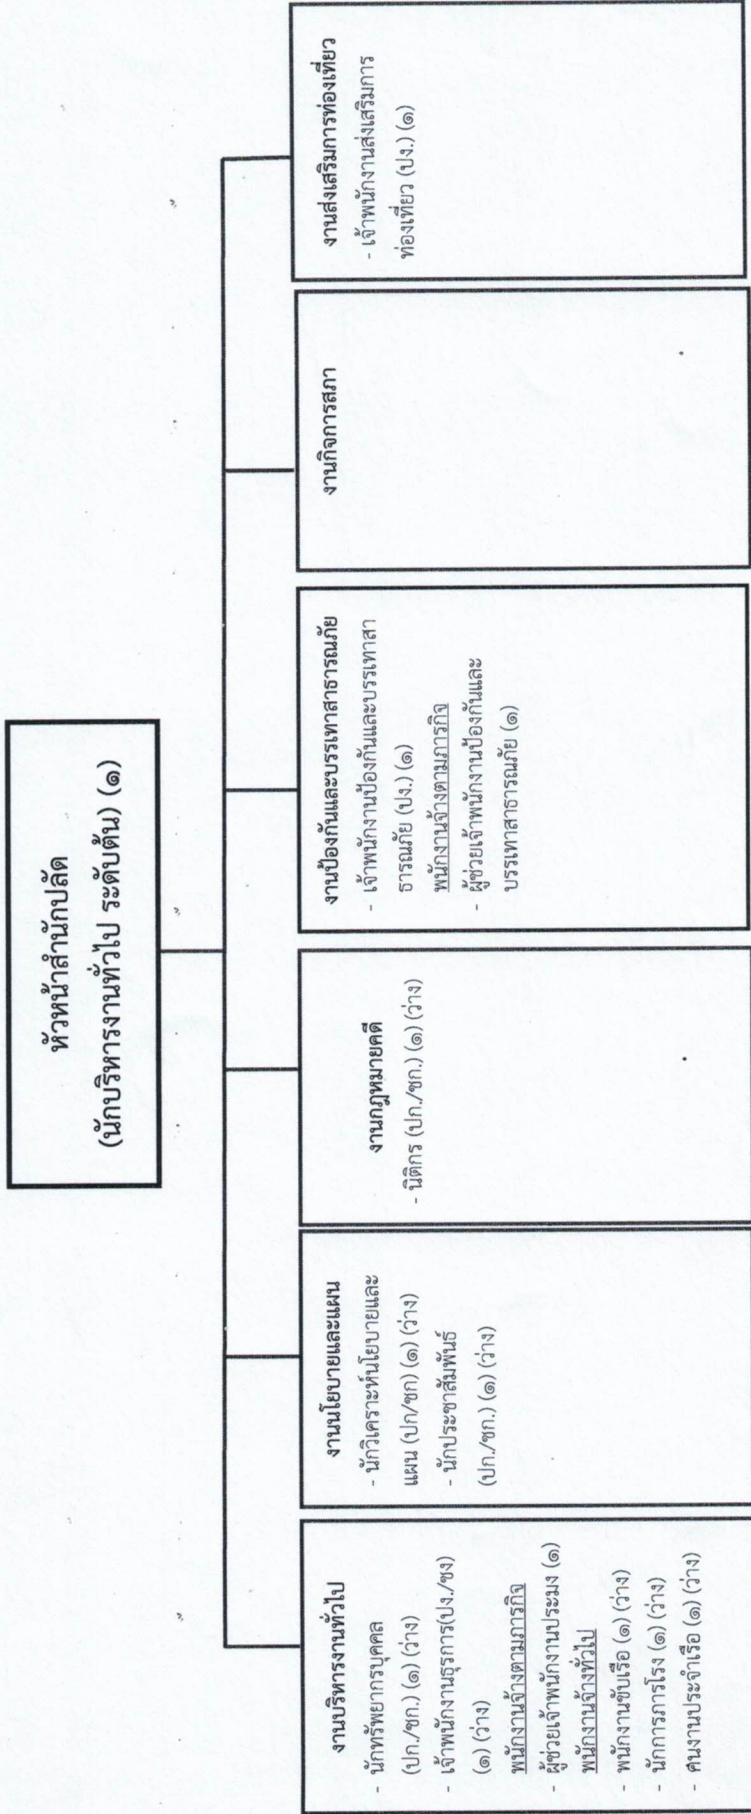 หัวหน้าสำนักปลัด
(นักบริหารงานทั่วไป ระดับต้น) (๑)
งานบริหารงานทั่วไป
- นักทรัพยากรบุคคล
(ปก./ชก.) (๑) (ว่าง)
- เจ้าพนักงานธุรการ(ปง./ชง)
(๑) (ว่าง)
พนักงานจ้างตามภารกิจ
- ผู้ช่วยเจ้าพนักงานประมง (๑)
พนักงานจ้างทั่วไป
- พนักงานขับเรือ (๑) (ว่าง)
- นักการภารโรง (๑) (ว่าง)
- คนงานประจำเรือ (๑) (ว่าง)
งานนโยบายและแผน
- นักวิเคราะห์นโยบายและ
แผน (ปก/ชก) (๑) (ว่าง)
- นักประชาสัมพันธ์
(ปก./ชก.) (๑) (ว่าง)
งานกฎหมายคดี
- นิติกร (ปก./ชก.) (๑) (ว่าง)
งานป้องกันและบรรเทาสาธารณภัย
- เจ้าพนักงานป้องกันและบรรเทาสา
ธารณภัย (ปง.) (๑)
พนักงานจ้างตามภารกิจ
- ผู้ช่วยเจ้าพนักงานป้องกันและ
บรรเทาสาธารณภัย (๑)
งานกิจการสภา
งานส่งเสริมการท่องเที่ยว
- เจ้าพนักงานส่งเสริมการ
ท่องเที่ยว (ปง.) (๑)